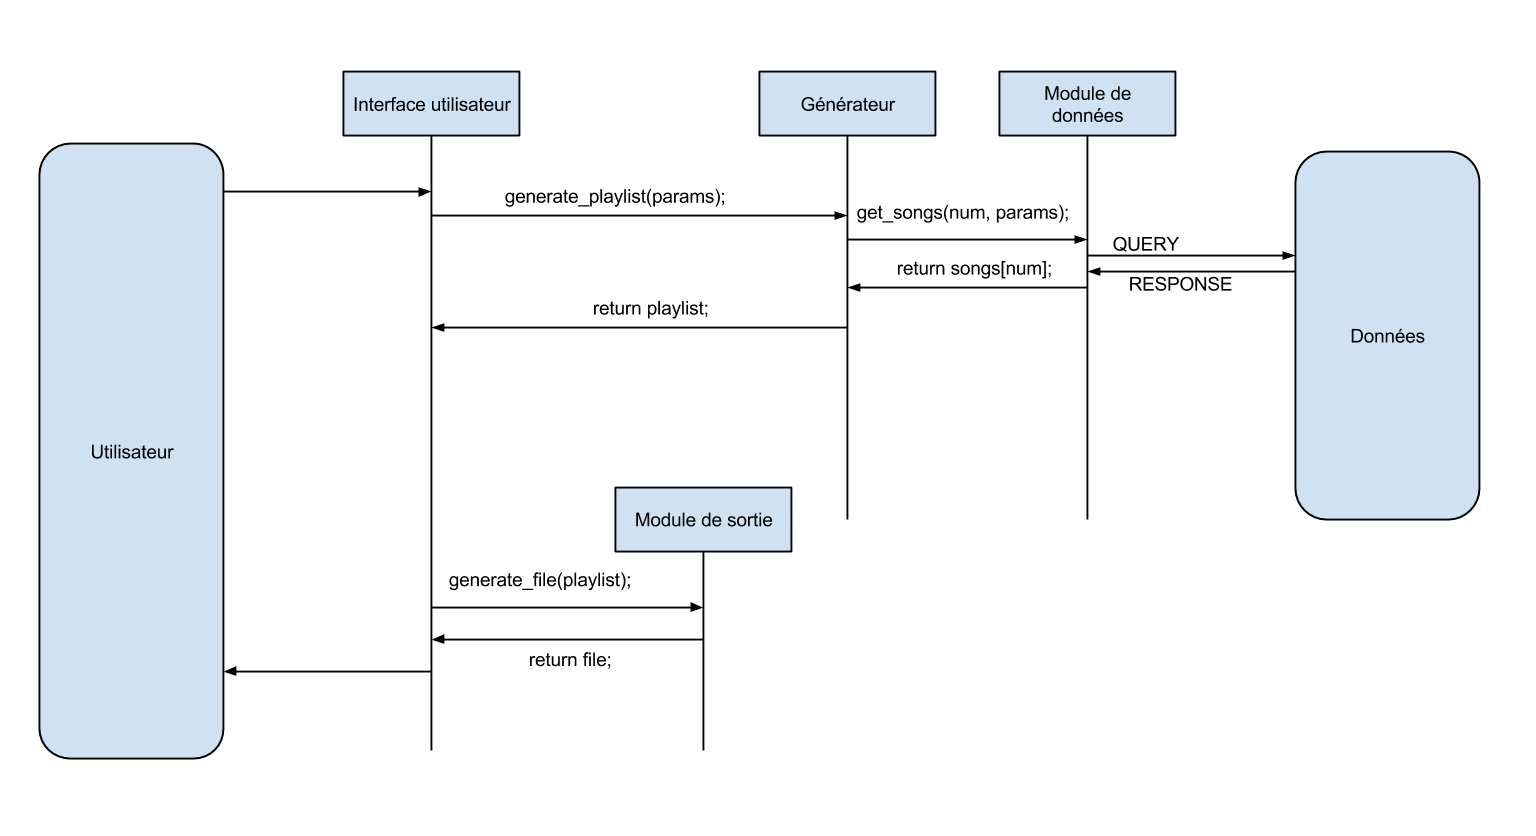 Interface utilisateur
Générateur
Module de
données
generate_playlist(params);
get_songs(num, params);
QUERY
return songs[num];
RESPONSE
return playlist;
Données
Utilisateur
Module de sortie
generate_file(playlist);
return file;